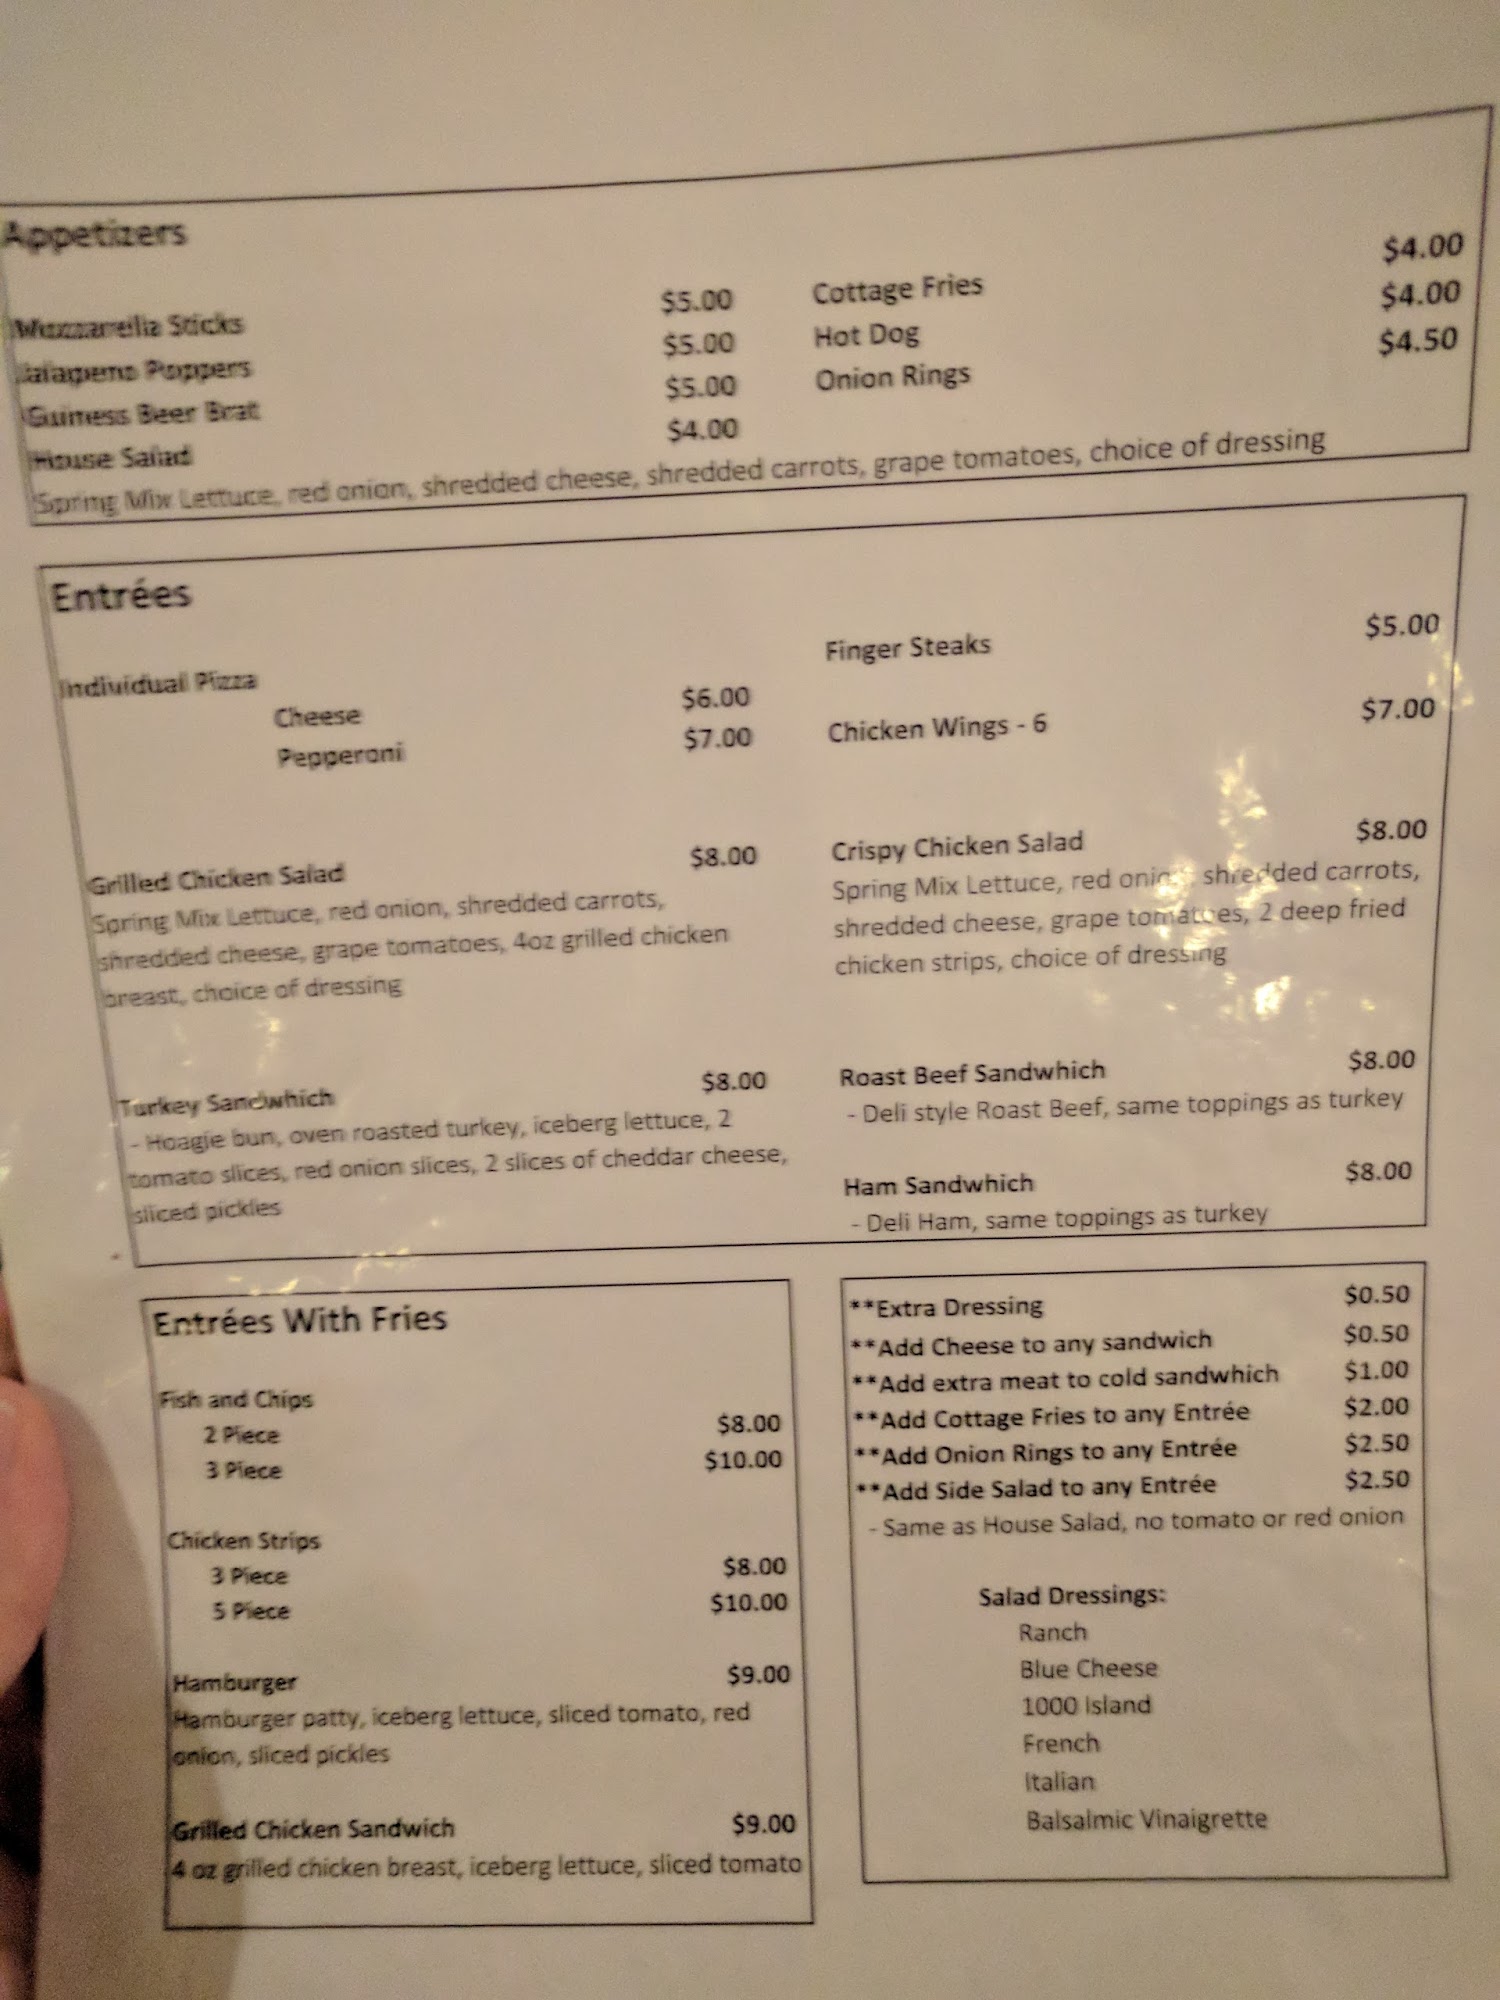 Appetizers
Mozzarella Sticks $5.00
Jalapeno Poppers $5.00
Guiness Beer Brat $5.00
House Salad $4.00
Cottage Fries $4.00
Hot Dog $4.00
Onion Rings $4.50
Spring Mix Lettuce, red onion, shredded cheese, shredded carrots, grape tomatoes, choice of dressing
Entrées
Individual Pizza
Cheese $6.00
Pepperoni $7.00
Finger Steaks $5.00
Chicken Wings - 6 $7.00
Grilled Chicken Salad $8.00
Spring Mix Lettuce, red onion, shredded carrots,
shredded cheese, grape tomatoes, 4oz grilled chicken
breast, choice of dressing
Crispy Chicken Salad $8.00
Spring Mix Lettuce, red onion, shredded carrots,
shredded cheese, grape tomatoes, 2 deep fried
chicken strips, choice of dressing
Turkey Sandwhich $8.00
- Hoagie bun, oven roasted turkey, iceberg lettuce, 2
tomato slices, red onion slices, 2 slices of cheddar cheese,
sliced pickles
Roast Beef Sandwhich $8.00
- Deli style Roast Beef, same toppings as turkey
Ham Sandwhich $8.00
- Deli Ham, same toppings as turkey
Entrées With Fries
Fish and Chips
2 Piece $8.00
3 Piece $10.00
Chicken Strips
3 Piece $8.00
5 Piece $10.00
Hamburger $9.00
Hamburger patty, iceberg lettuce, sliced tomato, red
onion, sliced pickles
Grilled Chicken Sandwich $9.00
4 oz grilled chicken breast, iceberg lettuce, sliced tomato
**Extra Dressing $0.50
**Add Cheese to any sandwich $0.50
**Add extra meat to cold sandwhich $1.00
**Add Cottage Fries to any Entrée $2.00
**Add Onion Rings to any Entrée $2.50
**Add Side Salad to any Entrée $2.50
- Same as House Salad, no tomato or red onion
Salad Dressings:
Ranch
Blue Cheese
1000 Island
French
Italian
Balsalmic Vinaigrette